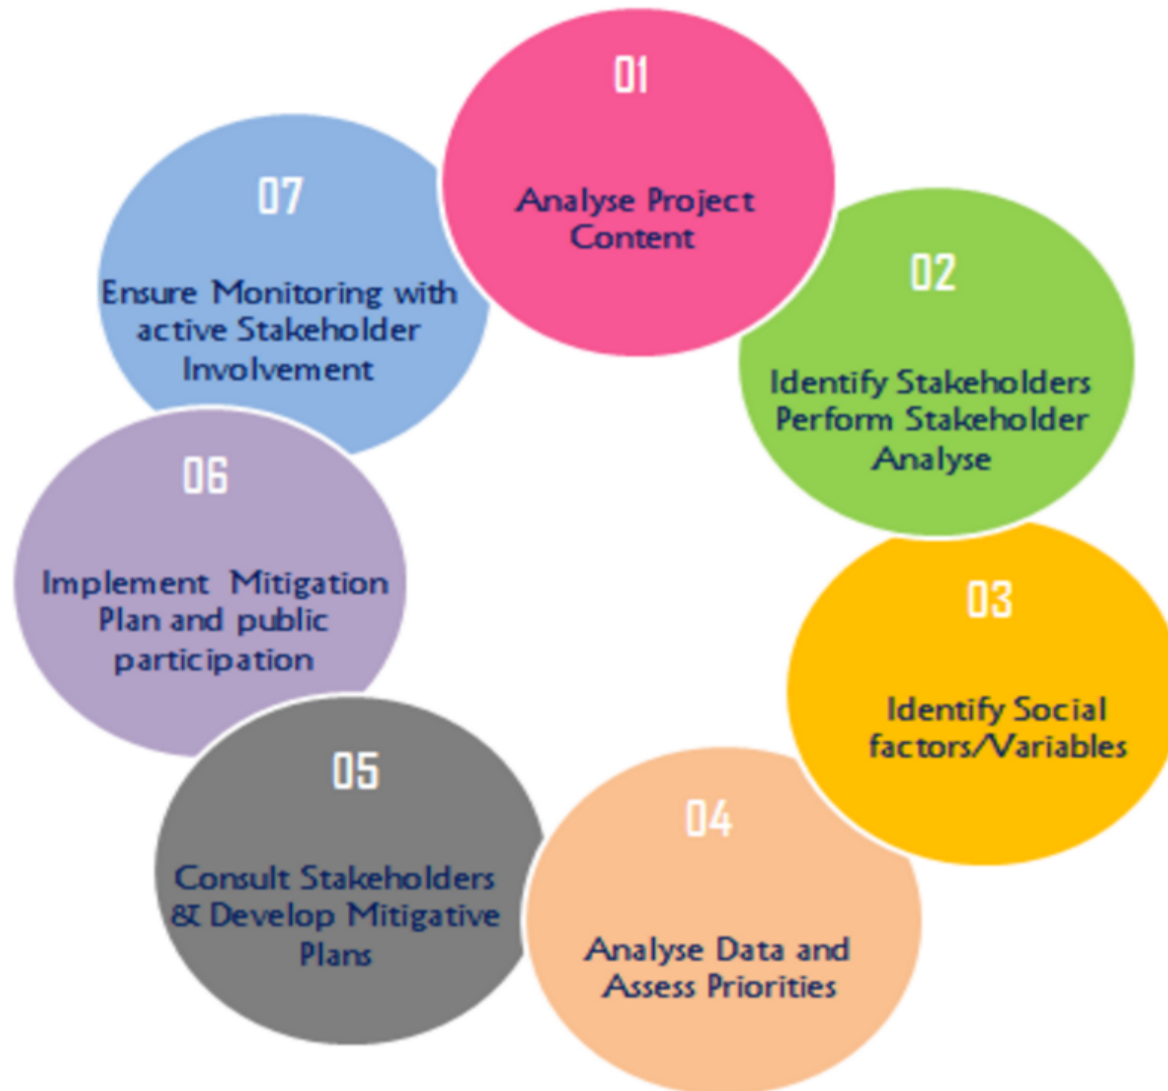 01
Analyse Project
Content
02
Identify Stakeholders
Perform Stakeholder
Analyse
03
Identify Social
factors/Variables
04
Analyse Data and
Assess Priorities
05
Consult Stakeholders
& Develop Mitigative
Plans
06
Implement Mitigation
Plan and public
participation
07
Ensure Monitoring with
active Stakeholder
Involvement